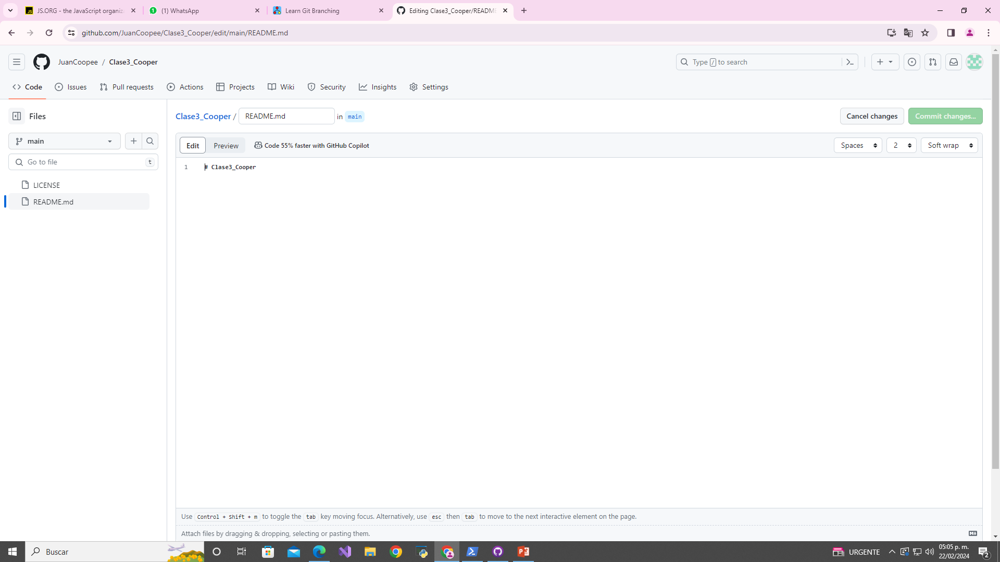 JS.ORG - the JavaScript organiz
(1) WhatsApp
Learn Git Branching
Editing Clase3_Cooper/README
github.com/JuanCoopee/Clase3_Cooper/edit/main/README.md
JuanCoopee / Clase3_Cooper
Type / to search
Code
Issues
Pull requests
Actions
Projects
Wiki
Security
Insights
Settings
Files
Clase3_Cooper / README.md in main
Cancel changes
Commit changes...
main
Go to file
t
LICENSE
README.md
Edit
Preview
Code 55% faster with GitHub Copilot
Spaces
2
Soft wrap
1 # Clase3_Cooper
Use Control + Shift + m to toggle the tab key moving focus. Alternatively, use esc then tab to move to the next interactive element on the page.
Attach files by dragging & dropping, selecting or pasting them.
Buscar
URGENTE
05:05 p. m.
22/02/2024
2